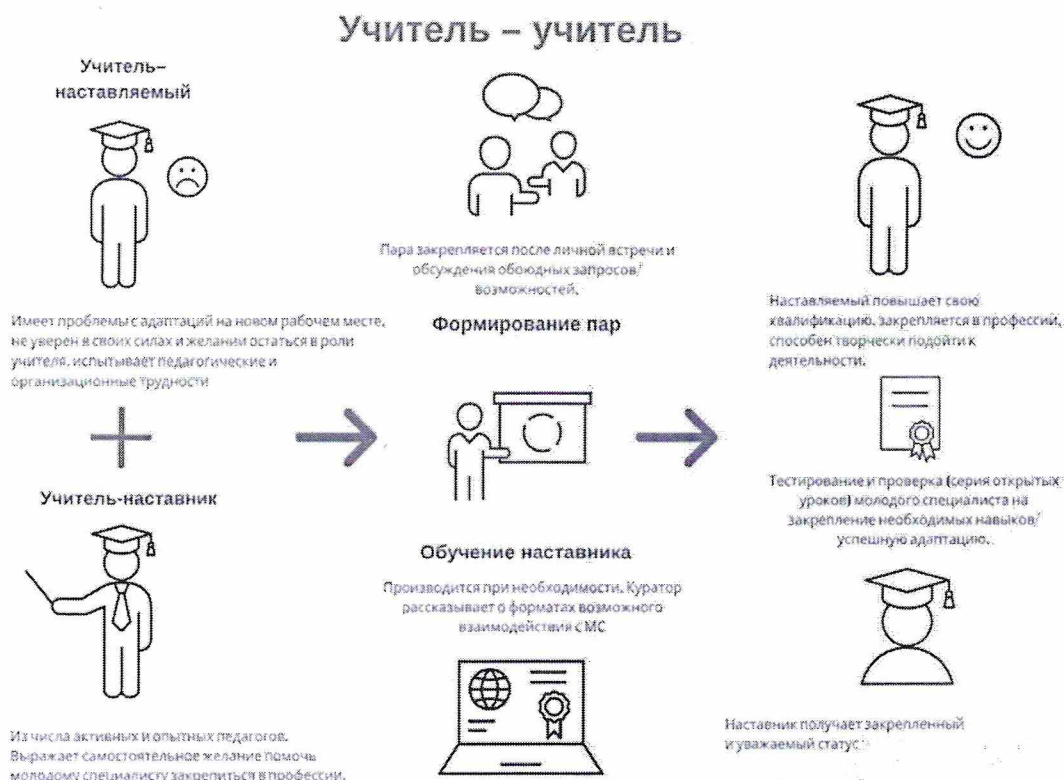 Учитель – учитель
Учитель–
наставляемый
Имеет проблемы с адаптаций на новом рабочем месте,
не уверен в своих силах и желании остаться в роли
учителя, испытывает педагогические и
организационные трудности
Учитель-наставник
Из числа активных и опытных педагогов.
Выражает самостоятельное желание помочь
молодому специалисту закрепиться в профессии.
Пара закрепляется после личной встречи и
обсуждения обоюдных запросов/
возможностей.
Формирование пар
Обучение наставника
Производится при необходимости. Куратор
рассказывает о форматах возможного
взаимодействия с МС
Наставляемый повышает свою
квалификацию, закрепляется в профессий,
способен творчески подойти к
деятельности.
Тестирование и проверка (серия открытых
уроков) молодого специалиста на
закрепление необходимых навыков/
успешную адаптацию.
Наставник получает закрепленный
и уважаемый статус